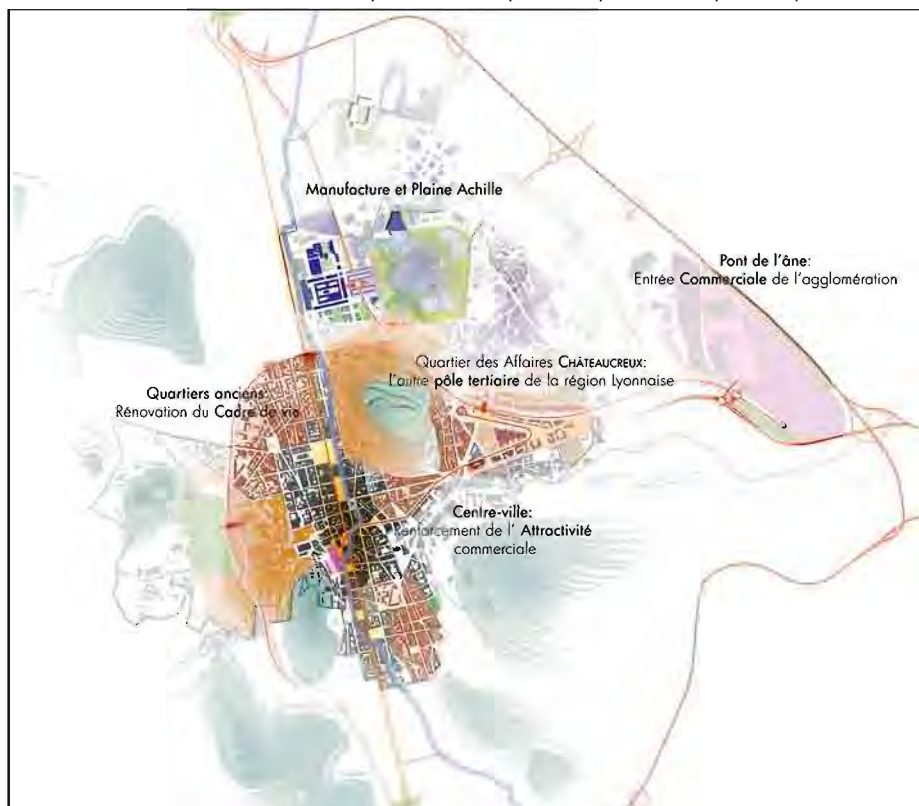 Manufacture et Plaine Achille
Pont de l'âne:
Entrée Commerciale de l'agglomération
Quartier des Affaires CHÂTEAUCREUX:
l'autre pôle tertiaire de la région Lyonnaise
Quartiers anciens:
Rénovation du Cadre de vie
Centre-ville:
Renforcement de l' Attractivité
commerciale